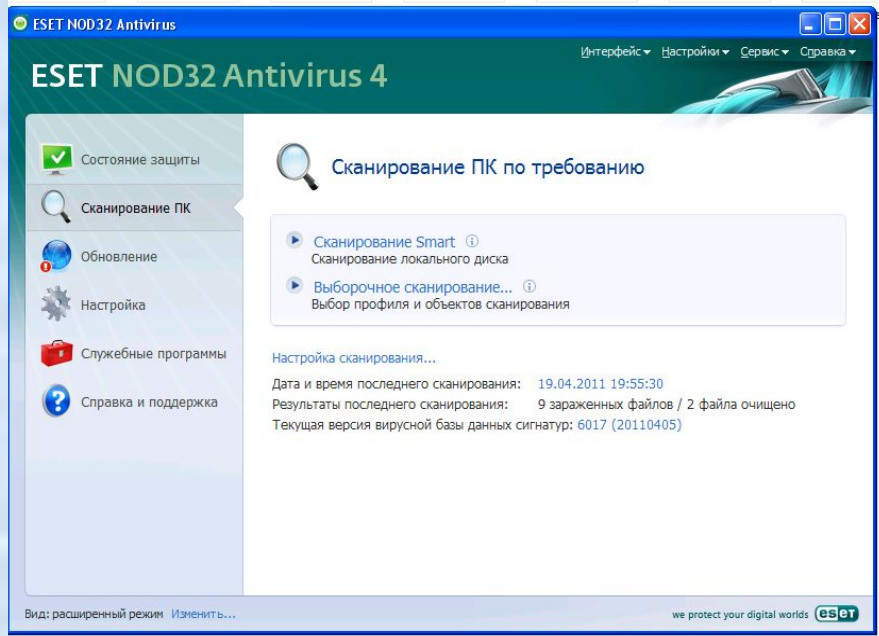 ESET NOD32 Antivirus
Интерфейс Настройки Сервис Справка
ESET NOD32 Antivirus 4
Состояние защиты
Сканирование ПК
Обновление
Настройка
Служебные программы
Справка и поддержка
Сканирование ПК по требованию
Сканирование Smart
Сканирование локального диска
Выборочное сканирование...
Выбор профиля и объектов сканирования
Настройка сканирования...
Дата и время последнего сканирования: 19.04.2011 19:55:30
Результаты последнего сканирования: 9 зараженных файлов / 2 файла очищено
Текущая версия вирусной базы данных сигнатур: 6017 (20110405)
Вид: расширенный режим Изменить...
we protect your digital worlds eset